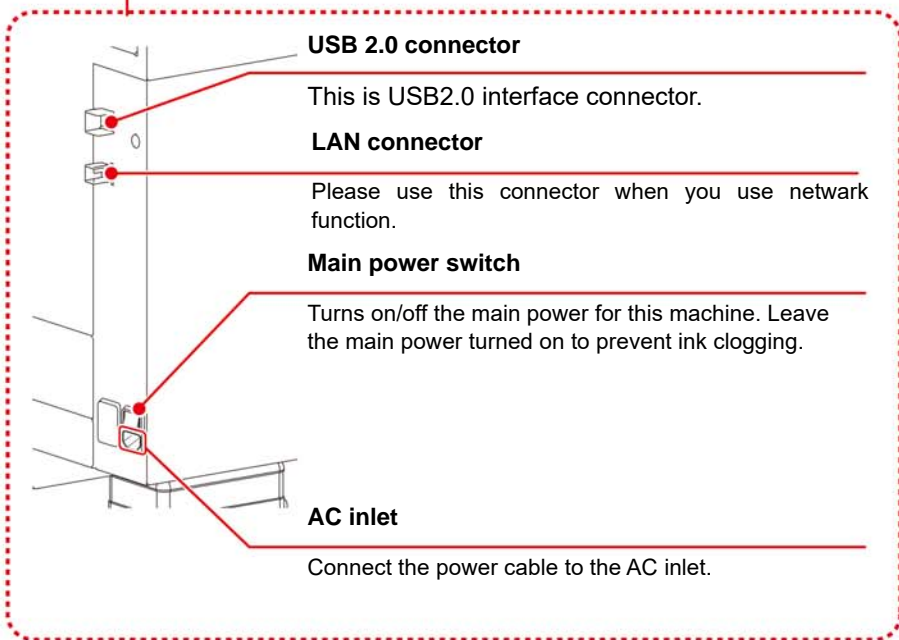 USB 2.0 connector
This is USB2.0 interface connector.
LAN connector
Please use this connector when you use netwark
function.
Main power switch
Turns on/off the main power for this machine. Leave
the main power turned on to prevent ink clogging.
AC inlet
Connect the power cable to the AC inlet.